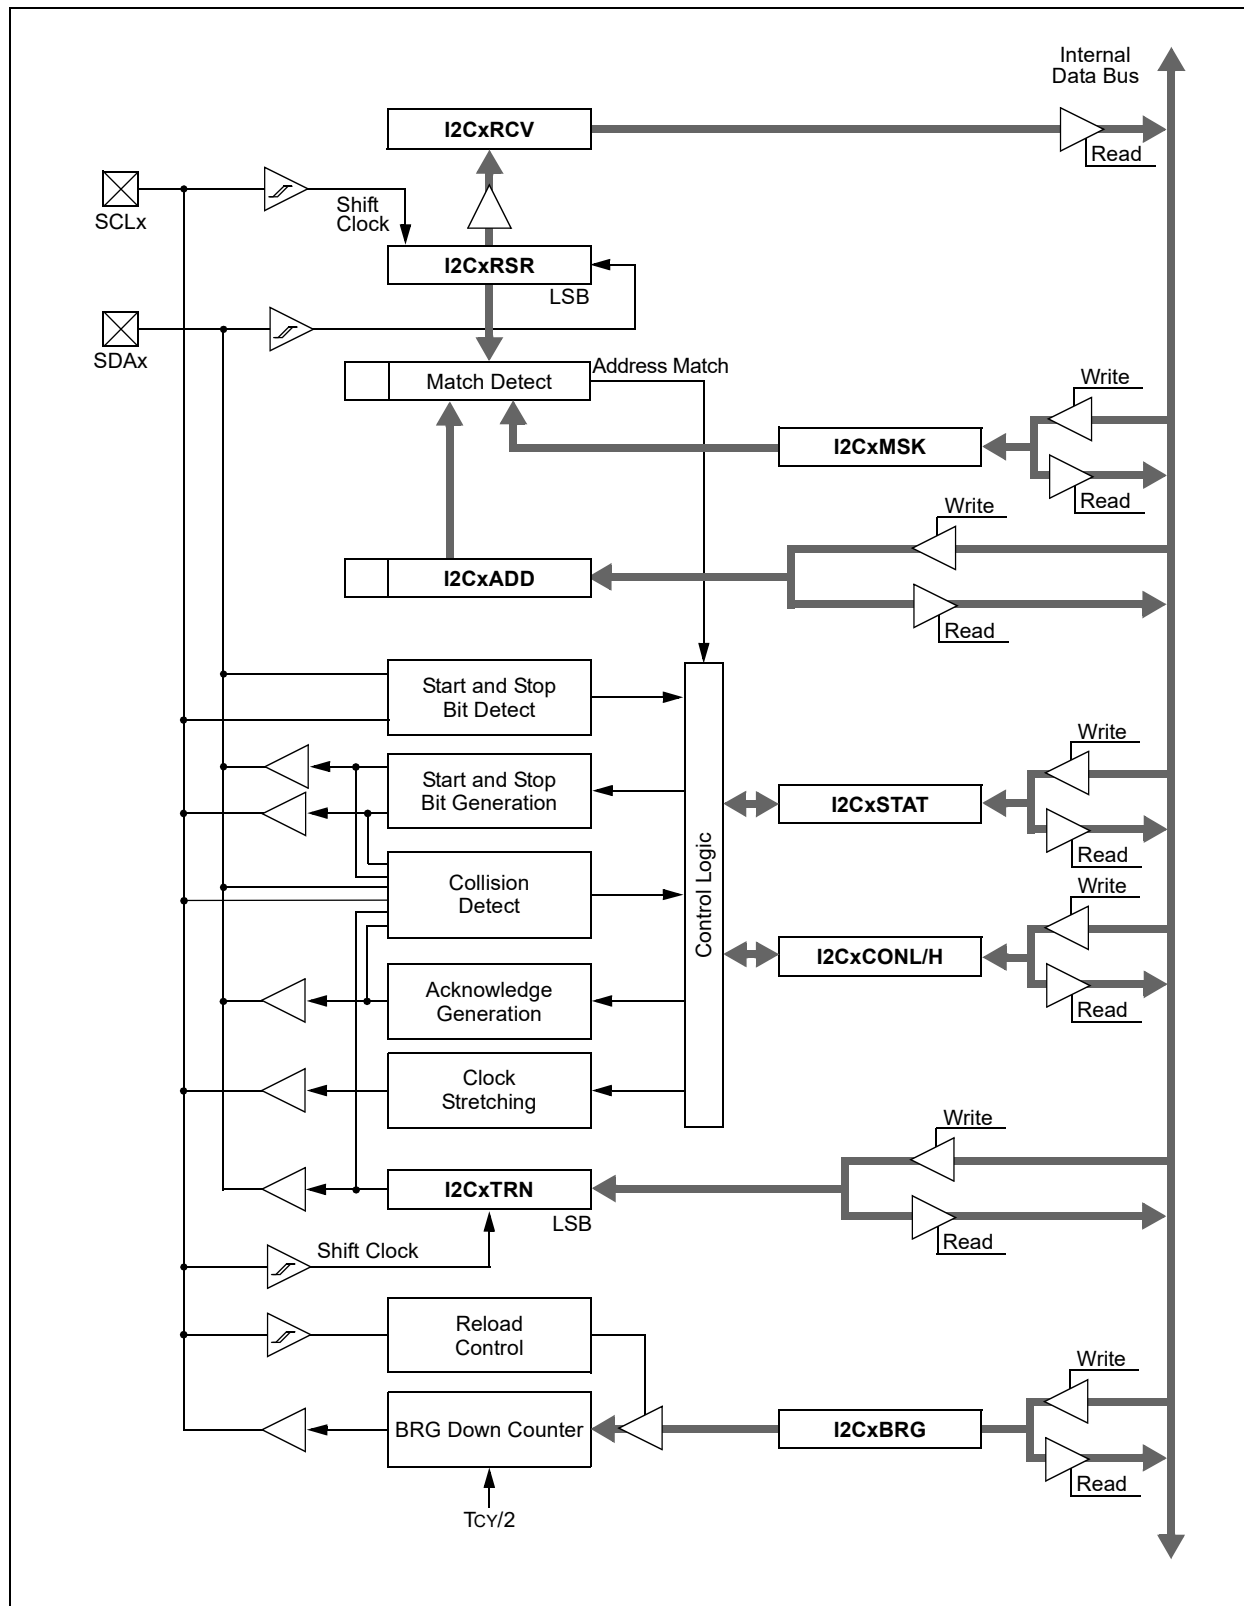 Internal
Data Bus
I2CxRCV
Read
SCLx
Shift
Clock
I2CxRSR
LSB
SDAx
Address Match
Match Detect
Write
I2CxMSK
Read
Write
I2CxADD
Read
Start and Stop
Bit Detect
Write
Start and Stop
Bit Generation
I2CxSTAT
Read
Control Logic
Collision
Detect
Write
I2CxCONL/H
Acknowledge
Generation
Read
Clock
Stretching
Write
I2CxTRN
LSB
Read
Shift Clock
Reload
Control
Write
BRG Down Counter
I2CxBRG
Read
TCY/2